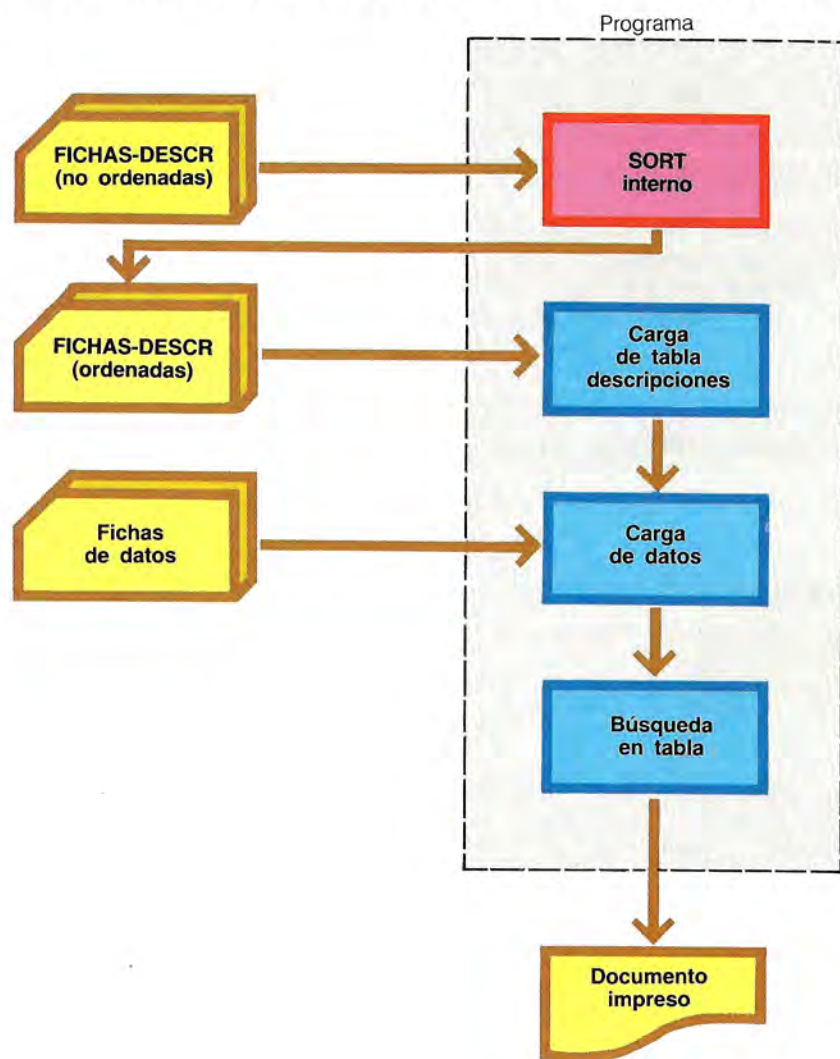 Programa
FICHAS-DESCR
(no ordenadas)
SORT
interno
FICHAS-DESCR
(ordenadas)
Carga
de tabla
descripciones
Fichas
de datos
Carga
de datos
Búsqueda
en tabla
Documento
impreso